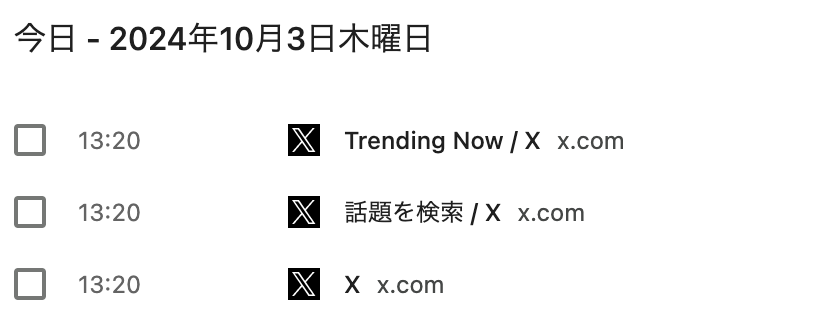 今日 - 2024年10月3日木曜日
13:20 Trending Now / X x.com
13:20 話題を検索 / X x.com
13:20 X x.com